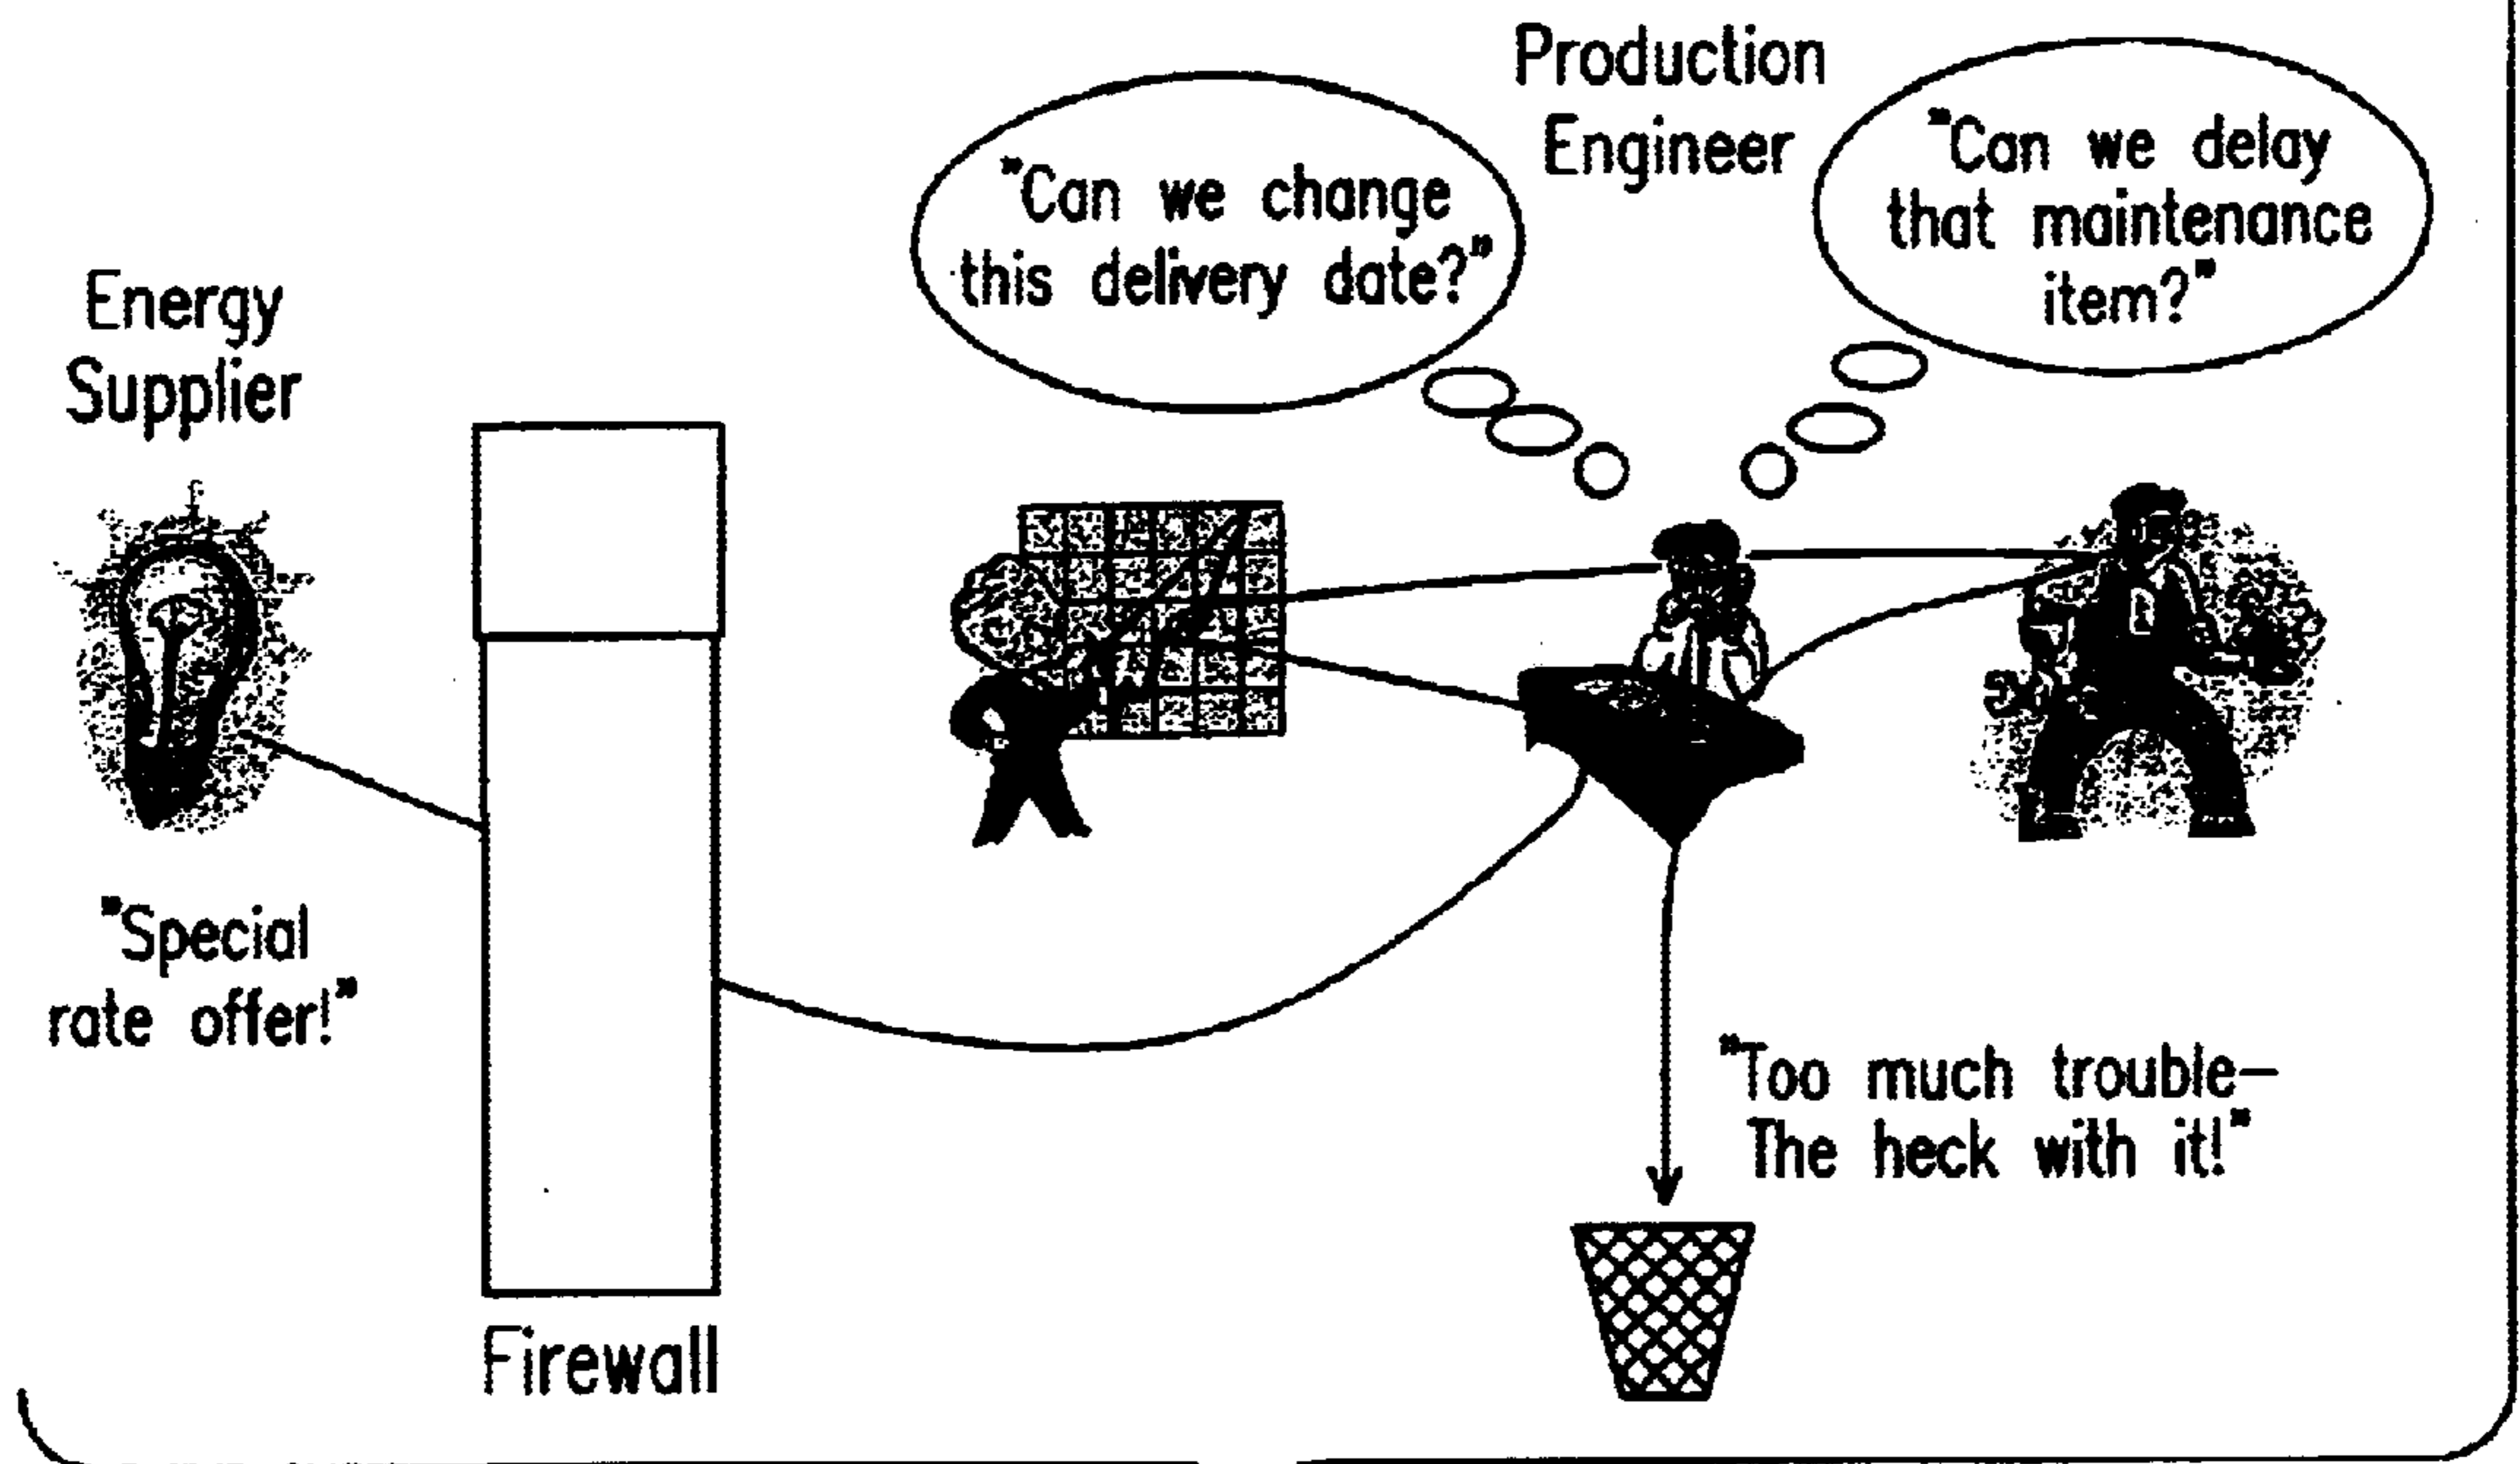 Production
Engineer
"Can we change
this delivery date?"
"Can we delay
that maintenance
item?"
Energy
Supplier
"Special
rate offer!"
"Too much trouble—
The heck with it!"
Firewall